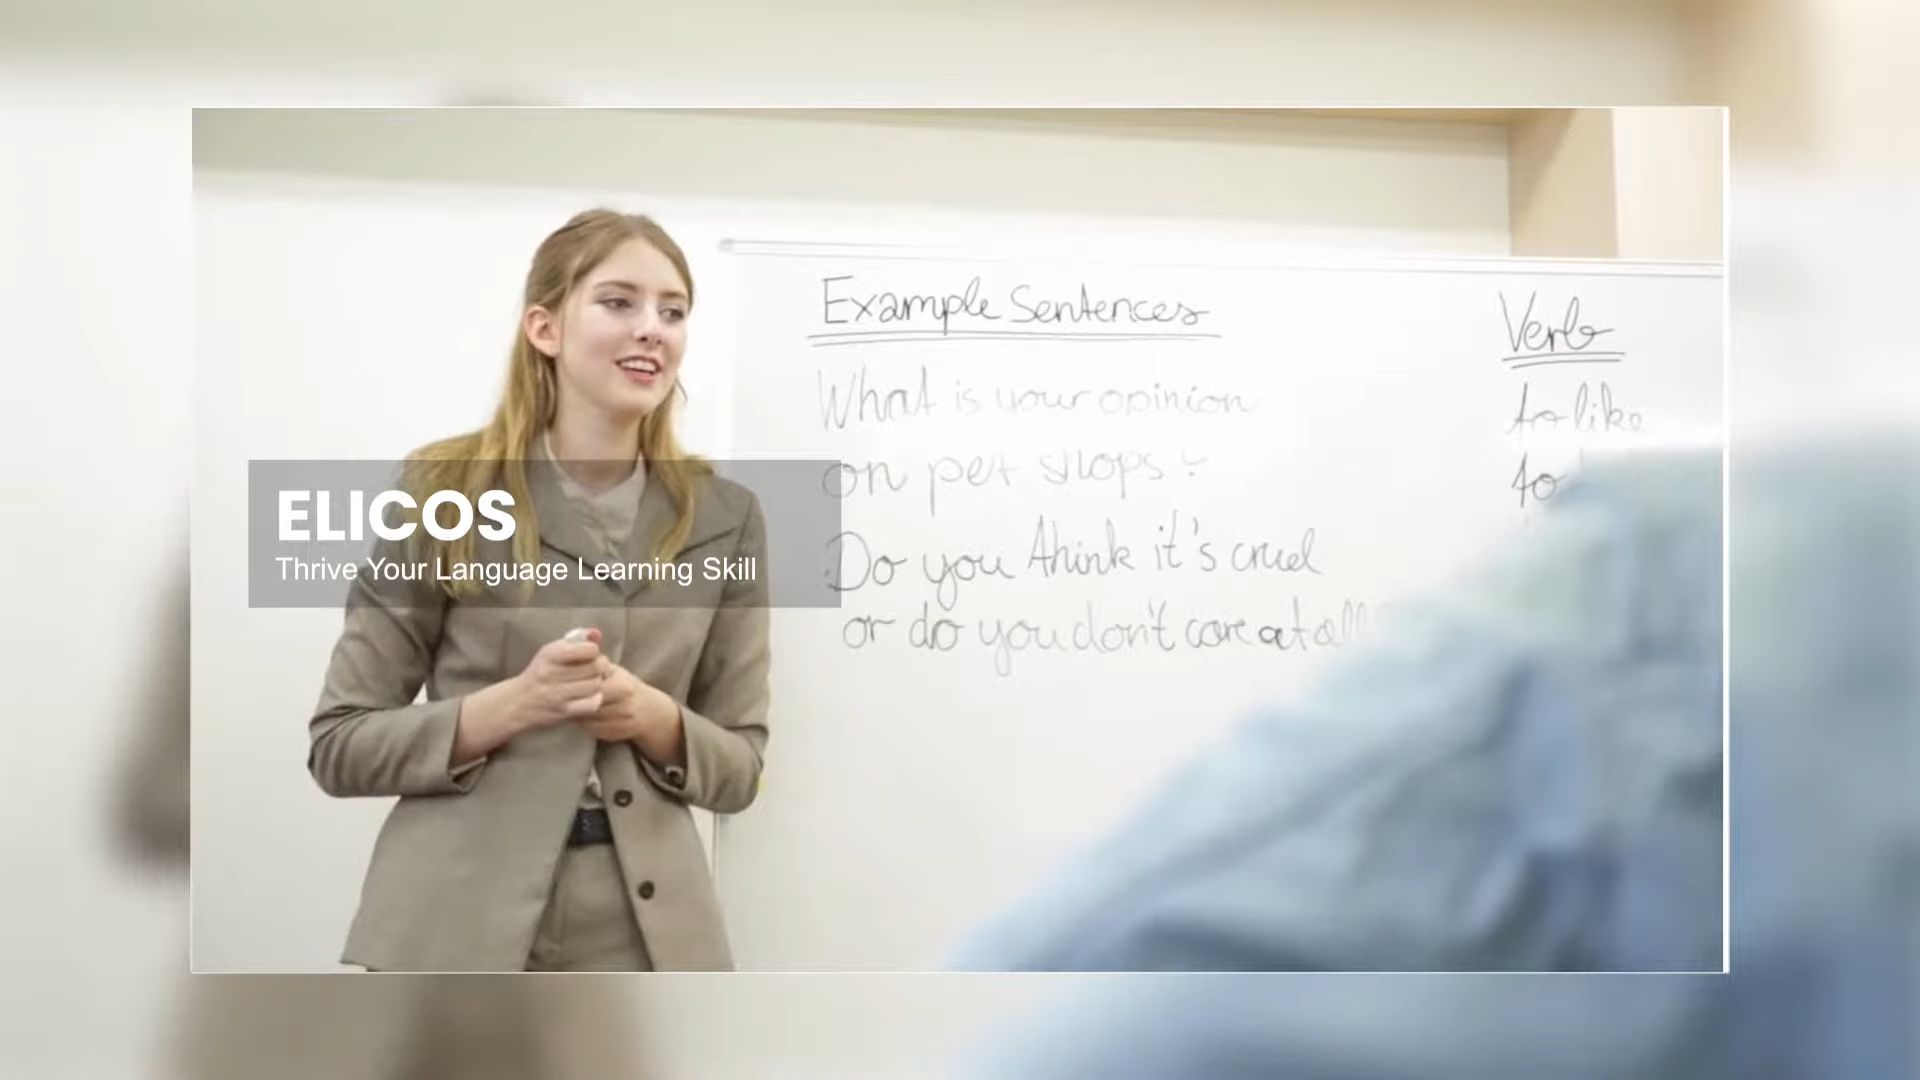 ELICOS
Thrive Your Language Learning Skill
Example Sentences
What is your opinion
on pet shops?
Do you think it's cruel
or do you don't care at all
Verb
to like
to